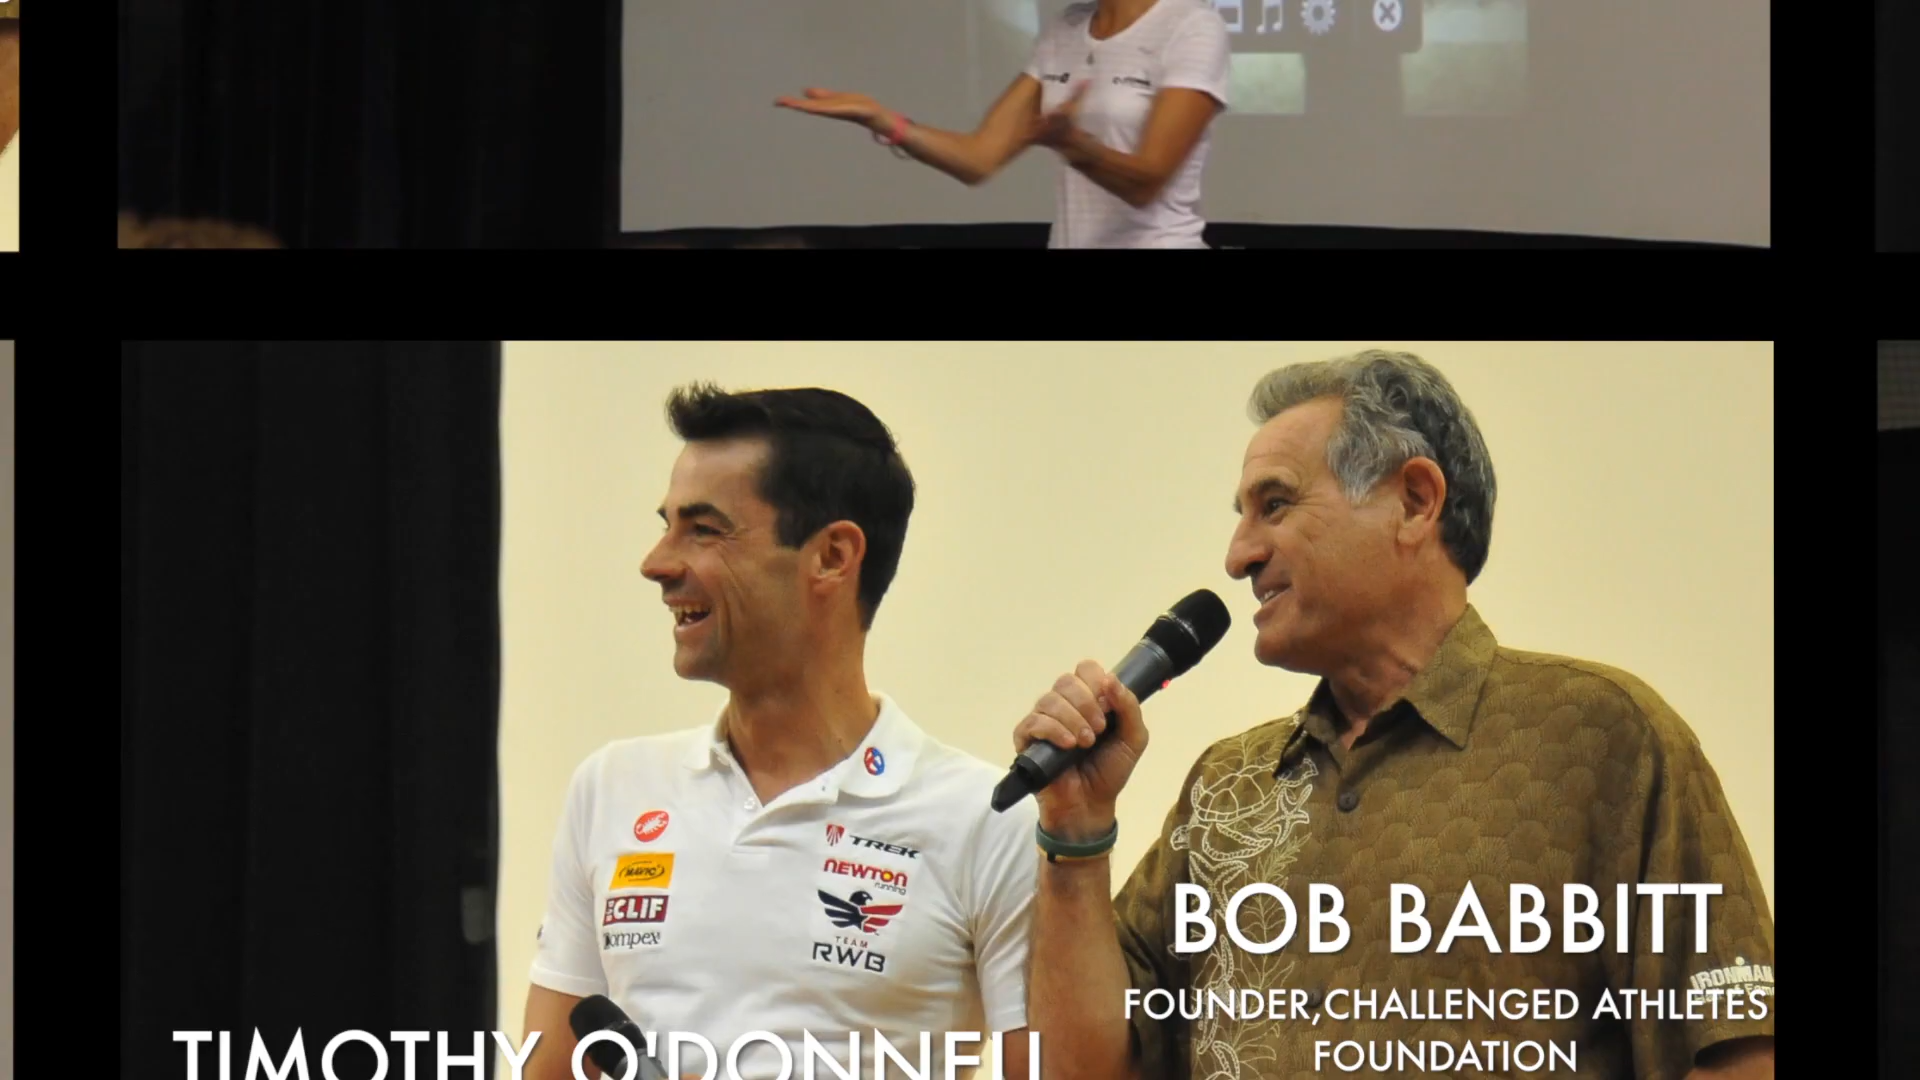 TREK
NEWTON
running
MAVIC
CLIF
compex
TEAM
RWB
BOB BABBITT
IRONMAN
FOUNDER,CHALLENGED ATHLETES
FOUNDATION
TIMOTHY O'DONNELL